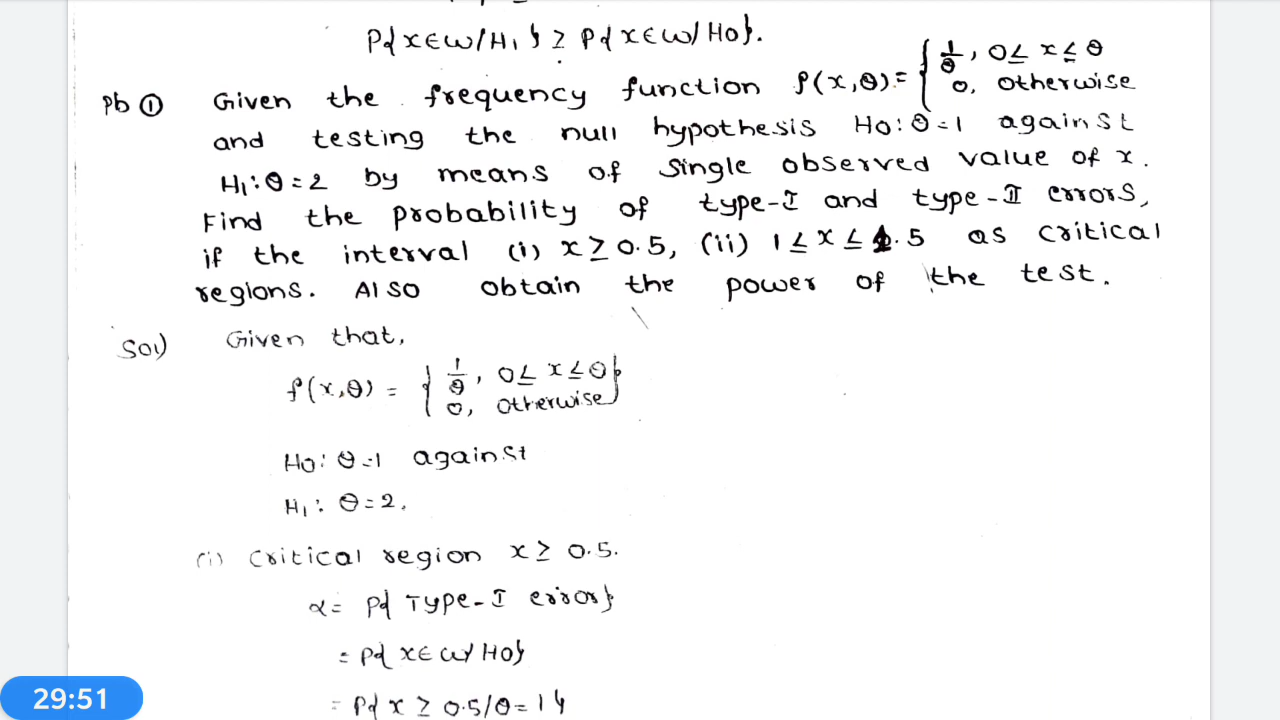 P{x∈w/H₁} ≥ P{x∈w/H0}.
Pb ① Given the frequency function f(x,θ) = { 1/θ, 0 ≤ x ≤ θ
0, otherwise
and testing the null hypothesis H0: θ=1 against
H₁: θ=2 by means of single observed value of x.
Find the probability of type-I and type-II errors,
if the interval (i) x ≥ 0.5, (ii) 1 ≤ x ≤ 1.5 as critical
regions. Also obtain the power of the test.
Sol) Given that,
f(x,θ) = { 1/θ, 0 ≤ x ≤ θ }
0, otherwise
H0: θ=1 against
H₁: θ=2.
(i) Critical region x ≥ 0.5.
α = P{ Type-I error}
= P{ x∈w/H0}
= P{ x ≥ 0.5/θ=1}
29:51